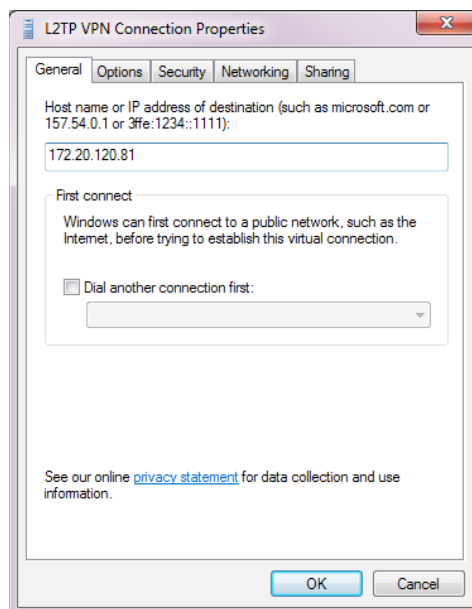 L2TP VPN Connection Properties
General Options Security Networking Sharing
Host name or IP address of destination (such as microsoft.com or
157.54.0.1 or 3ffe:1234::1111):
172.20.120.81
First connect
Windows can first connect to a public network, such as the
Internet, before trying to establish this virtual connection.
Dial another connection first:
See our online privacy statement for data collection and use
information.
OK Cancel